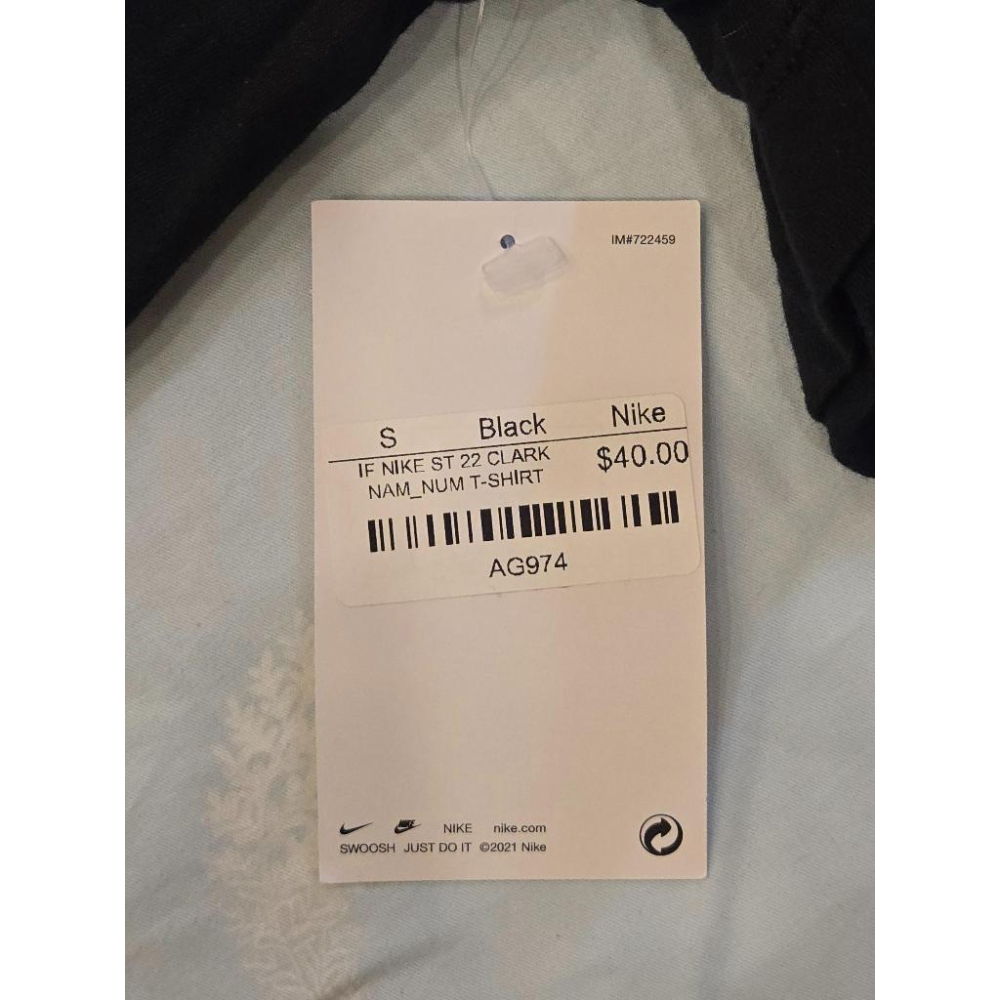 IM#722459
S Black Nike
IF NIKE ST 22 CLARK $40.00
NAM_NUM T-SHIRT
AG974
NIKE nike.com
SWOOSH JUST DO IT ©2021 Nike